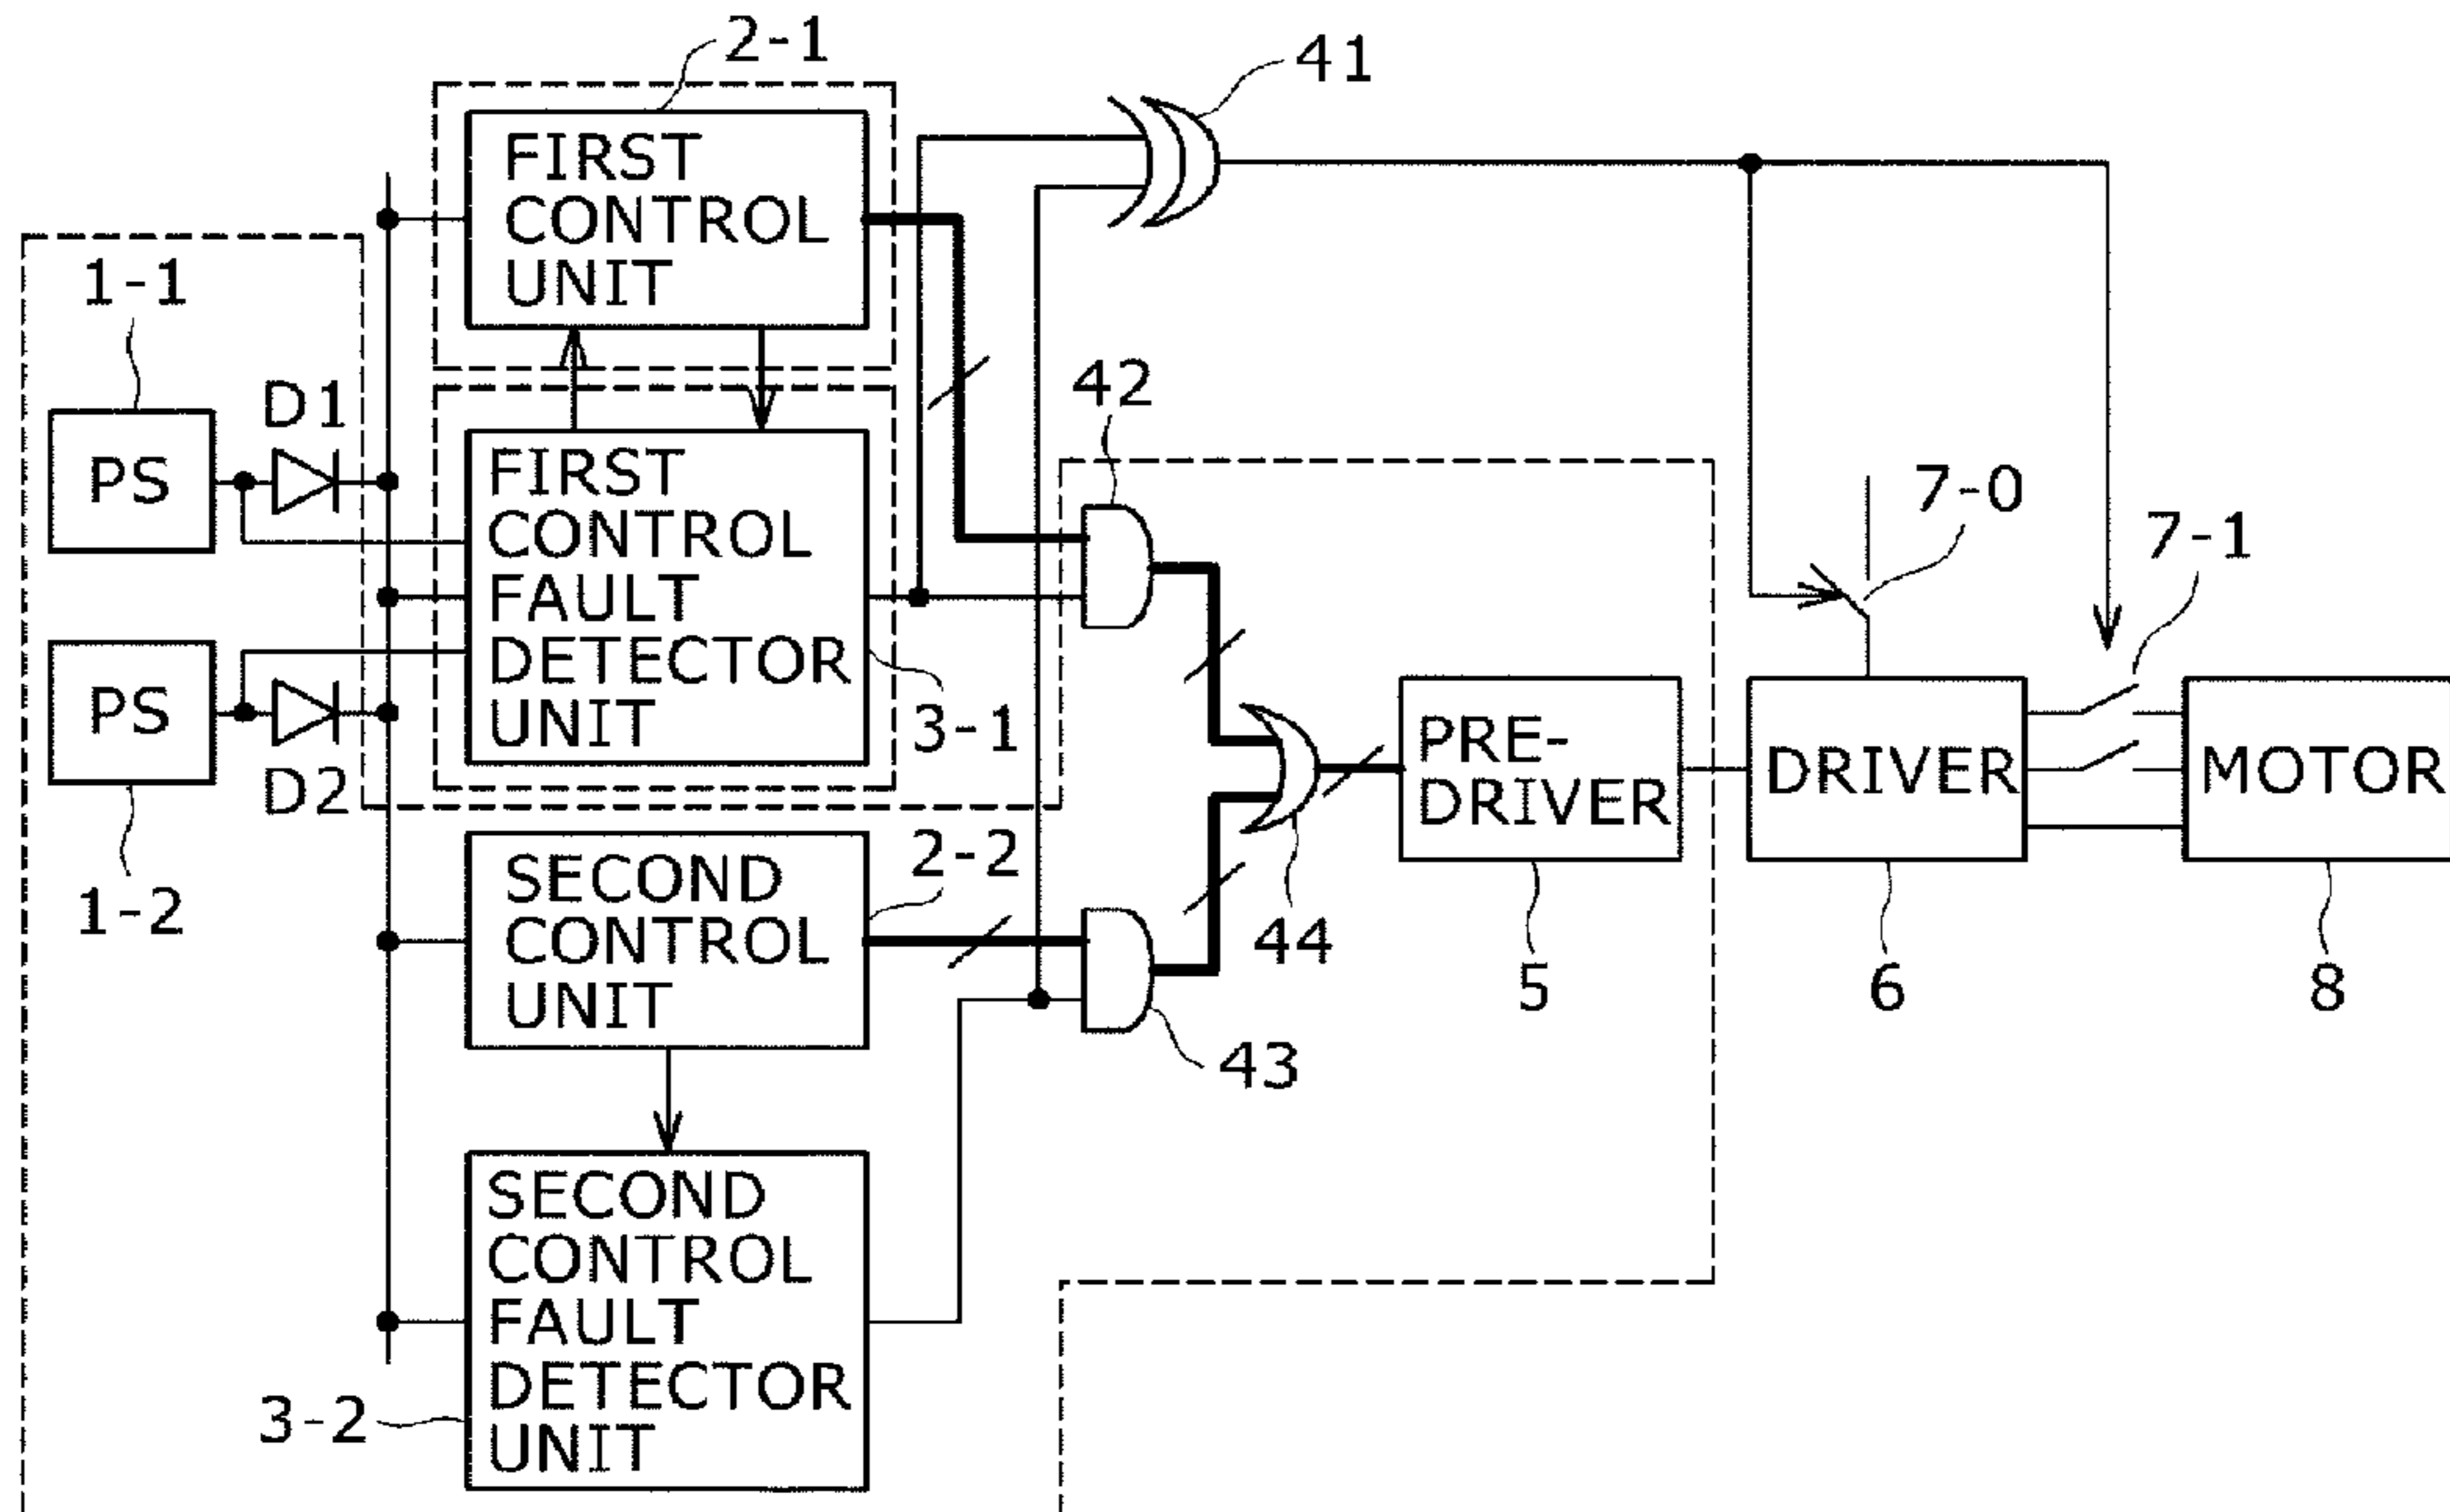 2-1
41
FIRST
CONTROL
UNIT
1-1
D1
PS
42
FIRST
CONTROL
FAULT
DETECTOR
UNIT
3-1
7-0
7-1
PS
D2
1-2
PRE-
DRIVER
DRIVER
MOTOR
SECOND
CONTROL
UNIT
2-2
44
5
6
8
43
SECOND
CONTROL
FAULT
DETECTOR
UNIT
3-2